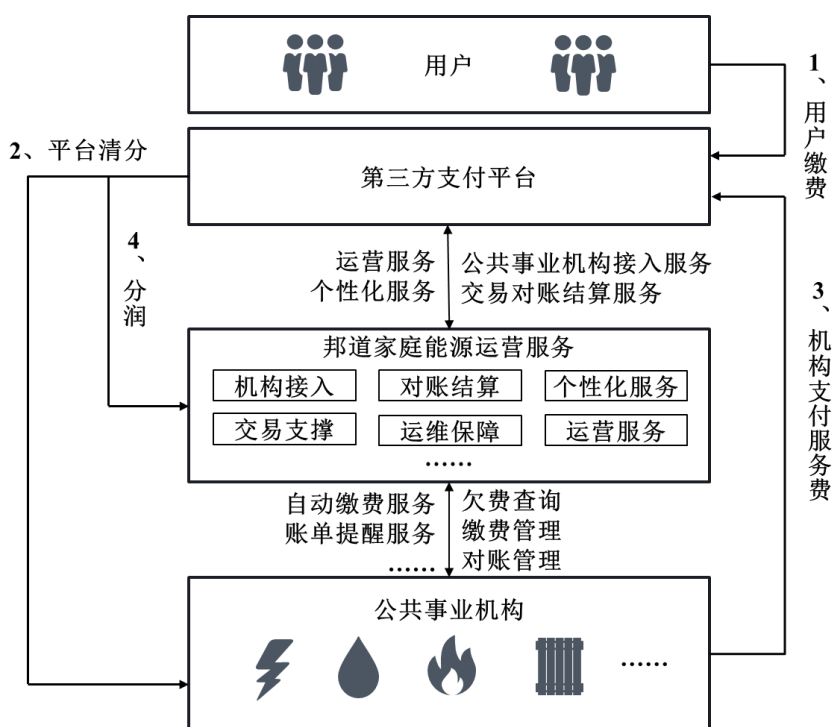 用户
1、用户缴费
2、平台清分
第三方支付平台
4、分润
运营服务
个性化服务
公共事业机构接入服务
交易对账结算服务
3、机构支付服务费
邦道家庭能源运营服务
机构接入
对账结算
个性化服务
交易支撑
运维保障
运营服务
……
自动缴费服务
账单提醒服务
……
欠费查询
缴费管理
对账管理
公共事业机构
……